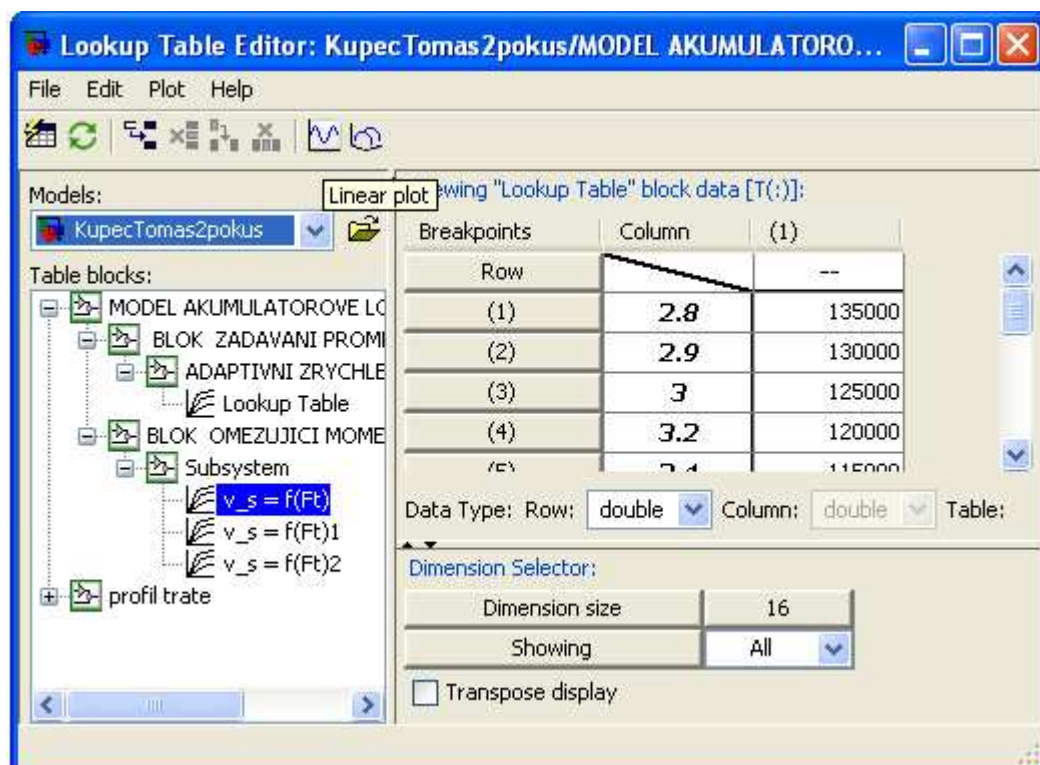 Lookup Table Editor: KupecTomas2pokus/MODEL AKUMULATORO...
File Edit Plot Help
Linear plot
Models:
KupecTomas2pokus
Table blocks:
MODEL AKUMULATOROVE LO
BLOK ZADAVANI PROMI
ADAPTIVNI ZRYCHLE
Lookup Table
BLOK OMEZUJICI MOME
Subsystem
v_s = f(Ft)
v_s = f(Ft)1
v_s = f(Ft)2
profil trate
ewing "Lookup Table" block data [T(:)]:
Breakpoints Column (1)
Row --
(1) 2.8 135000
(2) 2.9 130000
(3) 3 125000
(4) 3.2 120000
(5) 115000
Data Type: Row: double Column: double Table:
Dimension Selector:
Dimension size 16
Showing All
Transpose display